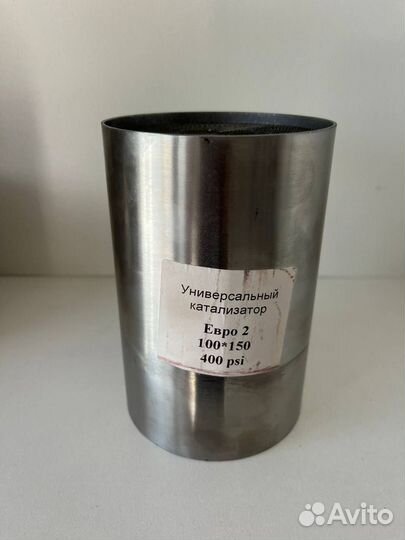 Универсальный
катализатор
Евро 2
100*150
400 psi
Avito